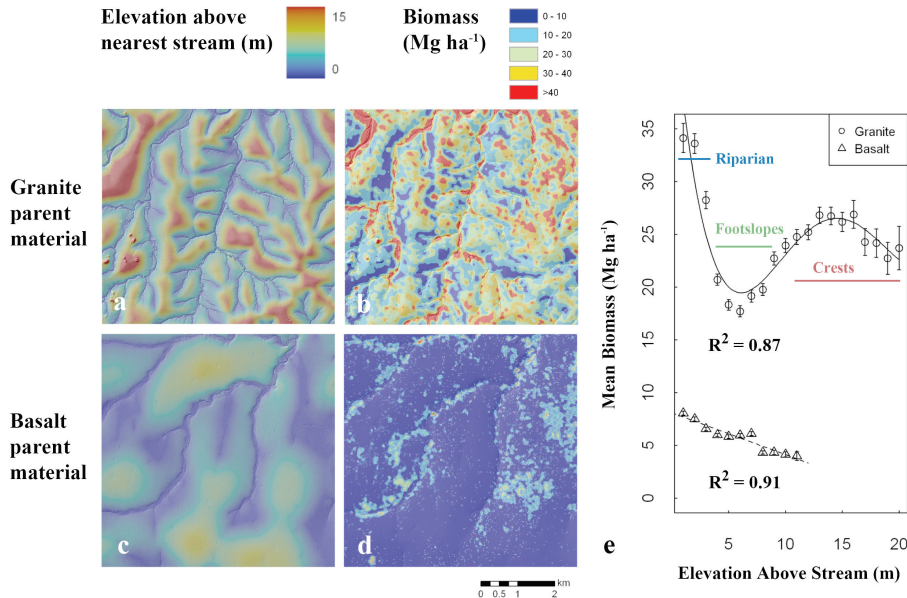 Elevation above
nearest stream (m)
15
0
Biomass
(Mg ha⁻¹)
0 - 10
10 - 20
20 - 30
30 - 40
>40
Granite
parent
material
a
b
Basalt
parent
material
c
d
km
0 0.5 1 2
Mean Biomass (Mg ha⁻¹)
35
30
25
20
15
10
5
0
Granite
Basalt
Riparian
Footslopes
Crests
R² = 0.87
R² = 0.91
e
5 10 15 20
Elevation Above Stream (m)